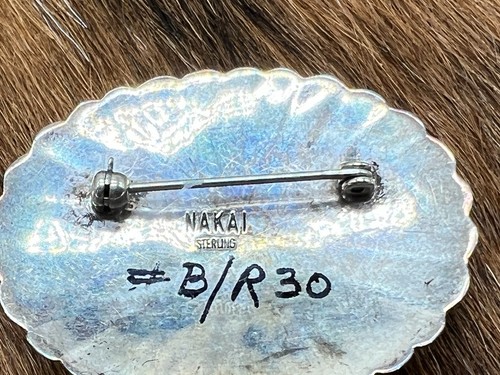 NAKAI
STERLING
=B/R30